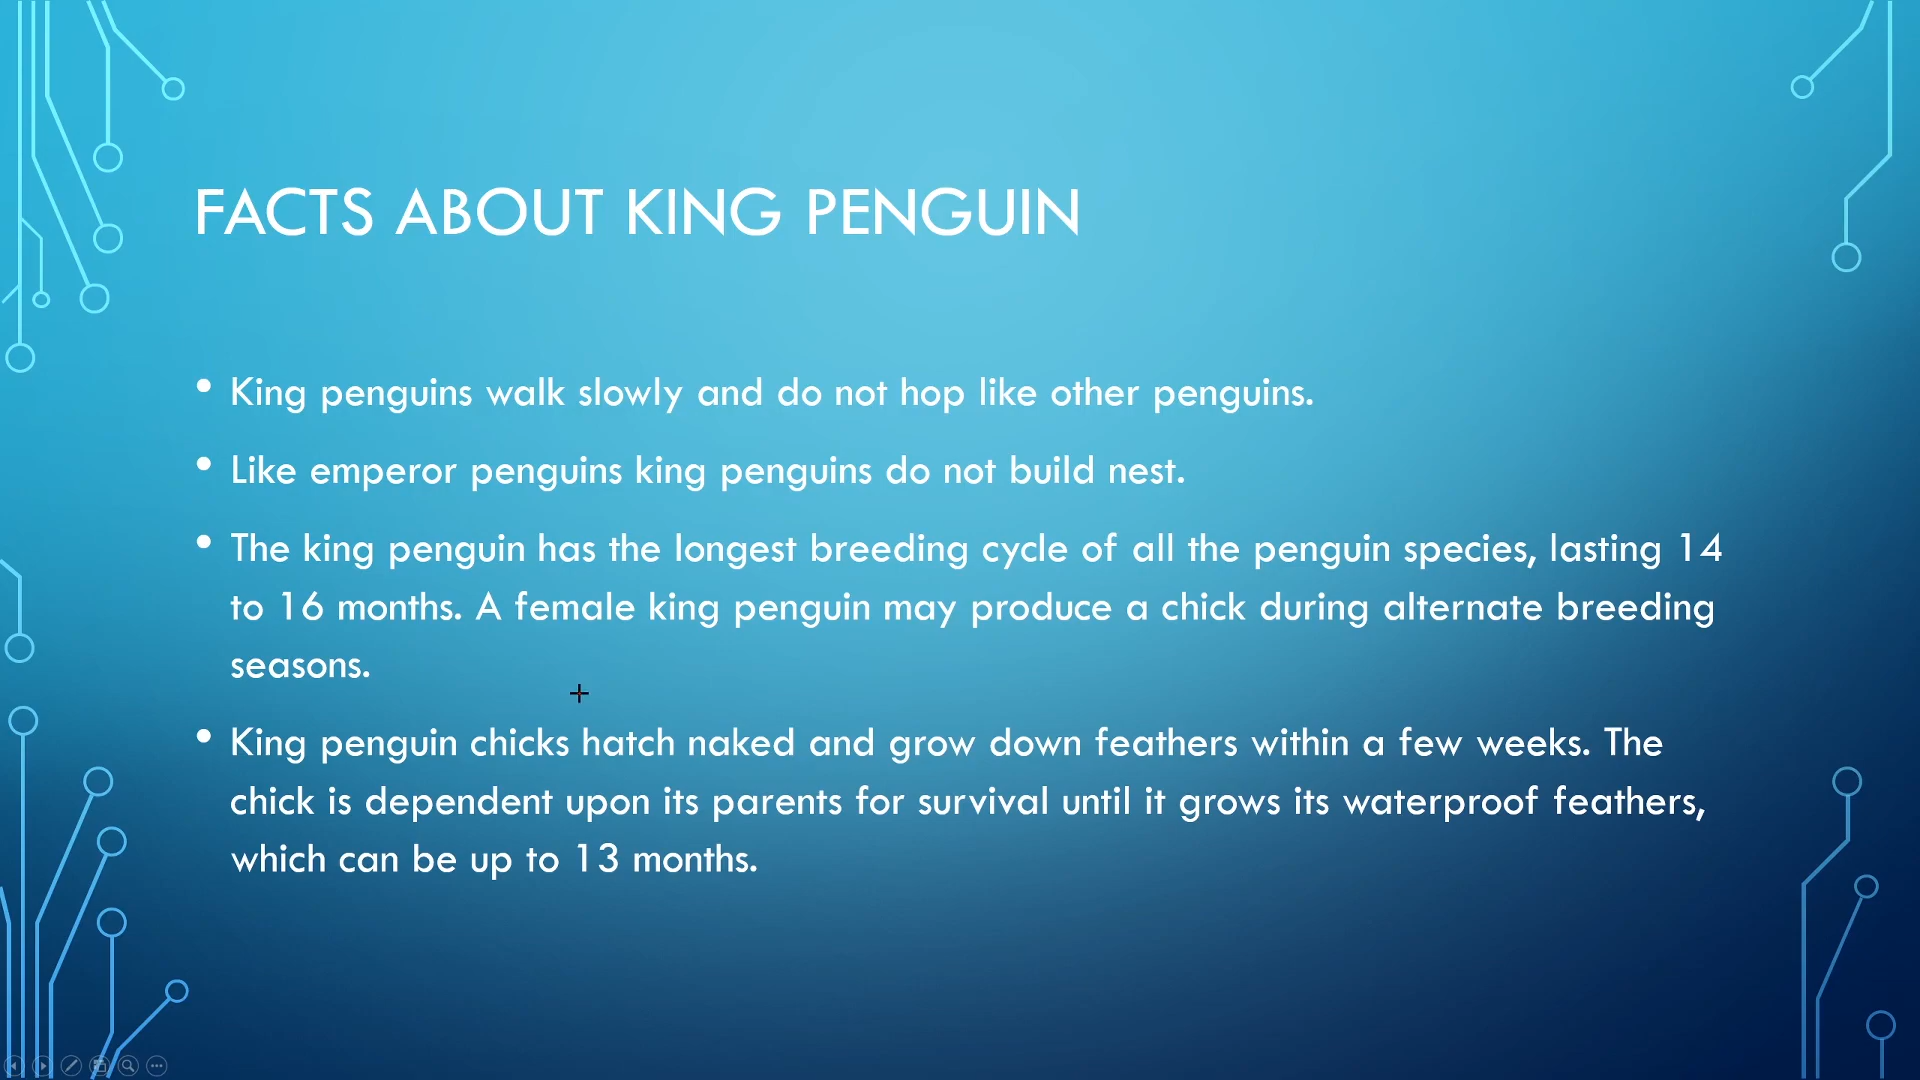 FACTS ABOUT KING PENGUIN
• King penguins walk slowly and do not hop like other penguins.
• Like emperor penguins king penguins do not build nest.
• The king penguin has the longest breeding cycle of all the penguin species, lasting 14
to 16 months. A female king penguin may produce a chick during alternate breeding
seasons.
• King penguin chicks hatch naked and grow down feathers within a few weeks. The
chick is dependent upon its parents for survival until it grows its waterproof feathers,
which can be up to 13 months.